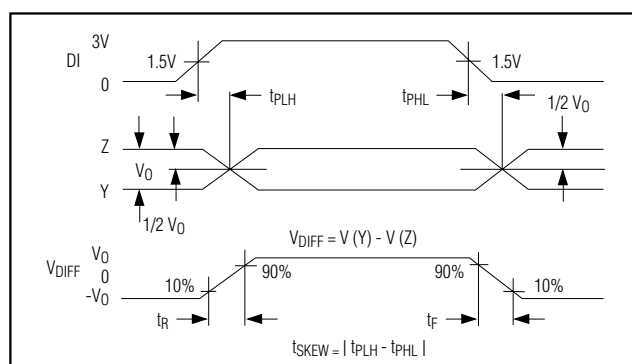 3V
DI
1.5V
1.5V
0
tPLH
tPHL
1/2 VO
Z
VO
Y
1/2 VO
VDIFF = V (Y) - V (Z)
VO
VDIFF 0
-VO
10%
90%
90%
10%
tR
tF
tSKEW = | tPLH - tPHL |